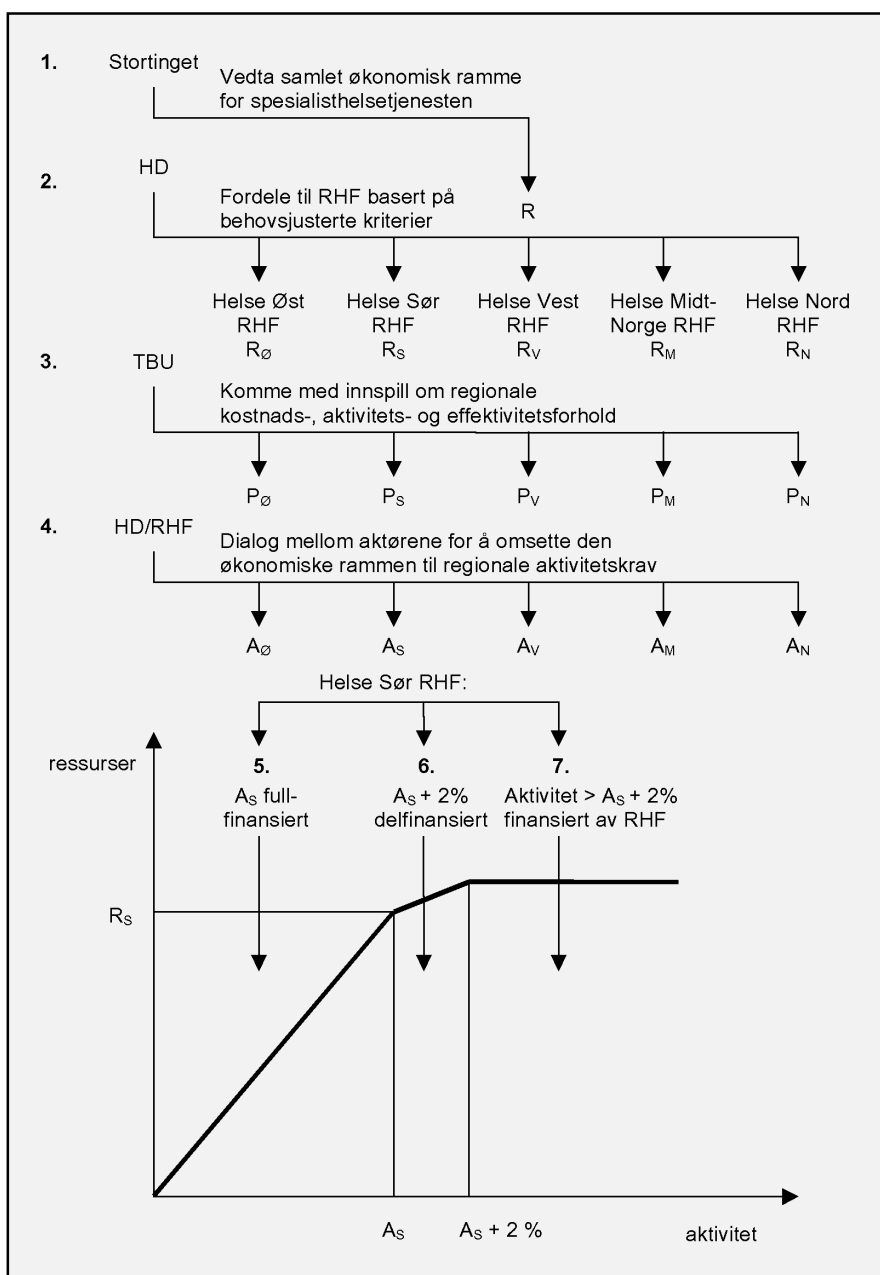 1. Stortinget
Vedta samlet økonomisk ramme
for spesialisthelsetjenesten
HD
2.
Fordele til RHF basert på
behovsjusterte kriterier
R
Helse Øst
RHF
RØ
Helse Sør
RHF
RS
Helse Vest
RHF
RV
Helse Midt-
Norge RHF
RM
Helse Nord
RHF
RN
3. TBU
Komme med innspill om regionale
kostnads-, aktivitets- og effektivitetsforhold
PØ PS PV PM PN
4. HD/RHF
Dialog mellom aktørene for å omsette den
økonomiske rammen til regionale aktivitetskrav
AØ AS AV AM AN
Helse Sør RHF:
ressurser
5.
AS full-
finansiert
6.
AS + 2%
delfinansiert
7.
Aktivitet > AS + 2%
finansiert av RHF
RS
AS AS + 2 % aktivitet